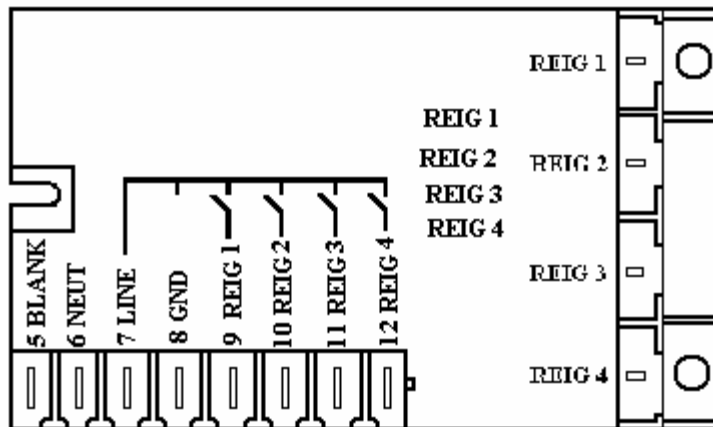 REIG 1
REIG 1
REIG 2
REIG 2
REIG 3
REIG 4
REIG 3
REIG 4
5 BLANK
6 NEUT
7 LINE
8 GND
9 REIG 1
10 REIG 2
11 REIG 3
12 REIG 4